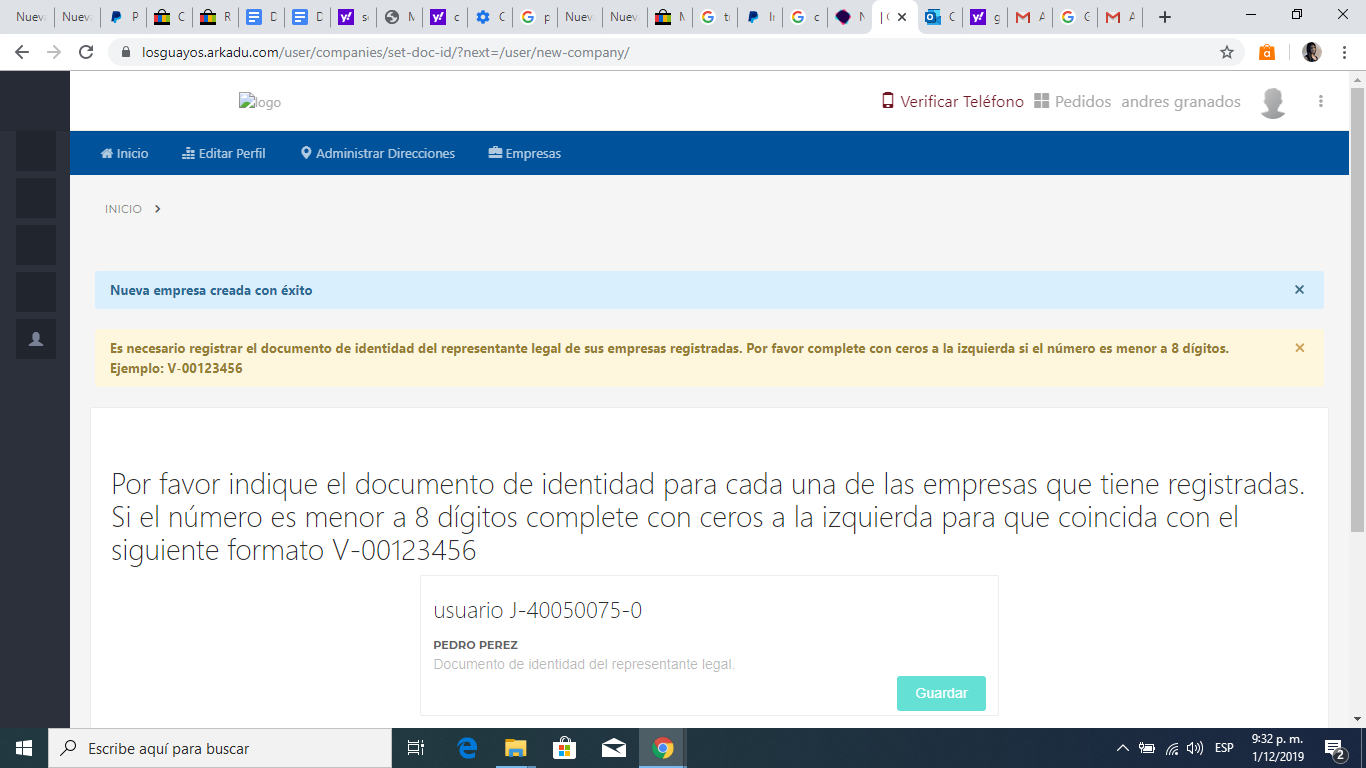 Nuev
P
C
R
D
D
s
M
c
C
p
Nuev
Nuev
M
t
I
c
N
| C
C
g
A
G
A
losguayos.arkadu.com/user/companies/set-doc-id/?next=/user/new-company/
logo
Verificar Teléfono
Pedidos
andres granados
Inicio
Editar Perfil
Administrar Direcciones
Empresas
INICIO
Nueva empresa creada con éxito
Es necesario registrar el documento de identidad del representante legal de sus empresas registradas. Por favor complete con ceros a la izquierda si el número es menor a 8 dígitos.
Ejemplo: V-00123456
Por favor indique el documento de identidad para cada una de las empresas que tiene registradas.
Si el número es menor a 8 dígitos complete con ceros a la izquierda para que coincida con el
siguiente formato V-00123456
usuario J-40050075-0
PEDRO PEREZ
Documento de identidad del representante legal.
Guardar
Escribe aquí para buscar
ESP
9:32 p. m.
1/12/2019
2